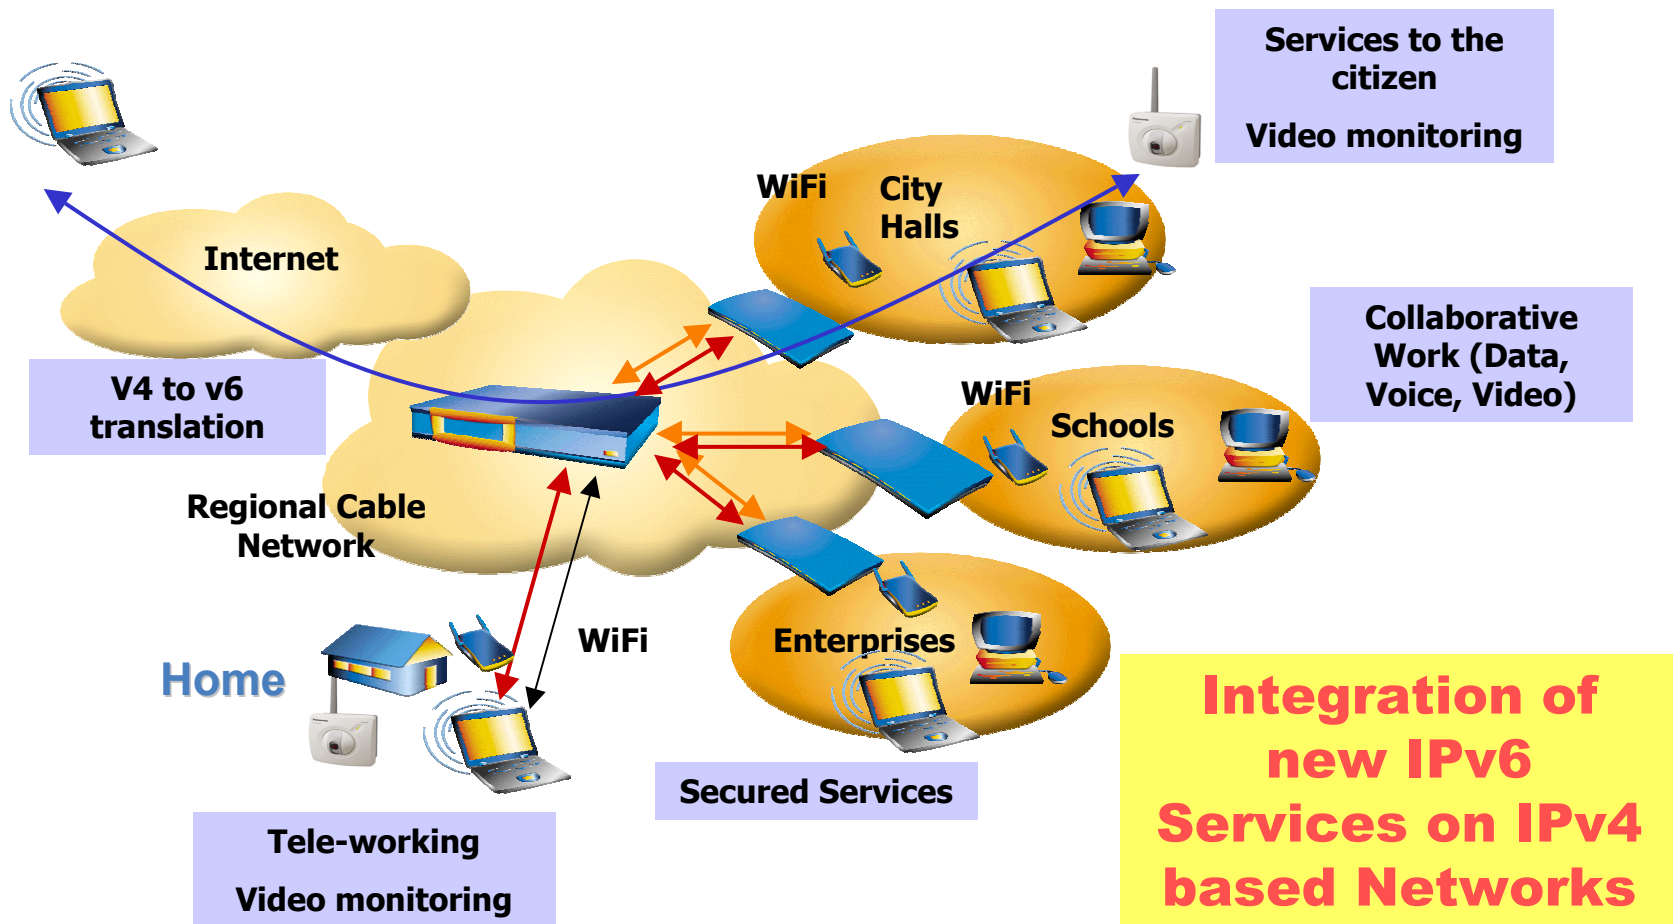 Services to the
citizen
Video monitoring
WiFi
City
Halls
Internet
Collaborative
Work (Data,
Voice, Video)
V4 to v6
translation
WiFi
Schools
Regional Cable
Network
WiFi
Enterprises
Home
Secured Services
Tele-working
Video monitoring
Integration of
new IPv6
Services on IPv4
based Networks